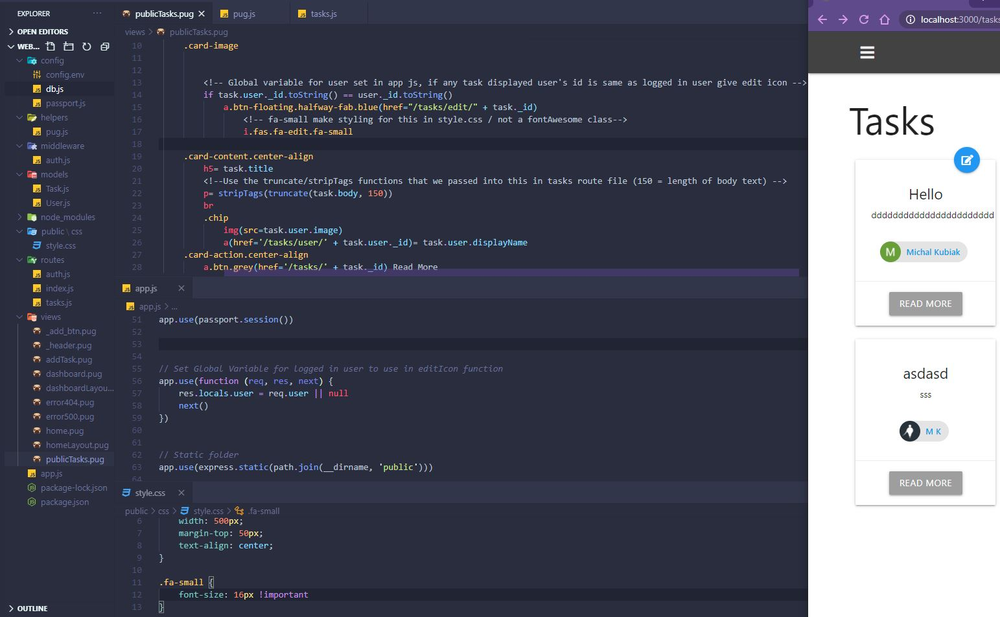 EXPLORER
···
OPEN EDITORS
WEB...
config
config.env
db.js
passport.js
helpers
pug.js
middleware
auth.js
models
Task.js
User.js
node_modules
public \ css
style.css
routes
auth.js
index.js
tasks.js
views
_add_btn.pug
_header.pug
addTask.pug
dashboard.pug
dashboardLayou...
error404.pug
error500.pug
home.pug
homeLayout.pug
publicTasks.pug
app.js
package-lock.json
package.json
OUTLINE
publicTasks.pug
pug.js
tasks.js
views > publicTasks.pug
10 .card-image
11
12
13 <!-- Global variable for user set in app js, if any task displayed user's id is same as logged in user give edit icon -->
14 if task.user._id.toString() == user._id.toString()
15 a.btn-floating.halfway-fab.blue(href="/tasks/edit/" + task._id)
16 <!-- fa-small make styling for this in style.css / not a fontAwesome class-->
17 i.fas.fa-edit.fa-small
18
19 .card-content.center-align
20 h5= task.title
21 <!--Use the truncate/stripTags functions that we passed into this in tasks route file (150 = length of body text) -->
22 p= stripTags(truncate(task.body, 150))
23 br
24 .chip
25 img(src=task.user.image)
26 a(href='/tasks/user/' + task.user._id)= task.user.displayName
27 .card-action.center-align
28 a.btn.grey(href='/tasks/' + task._id) Read More
app.js
app.js > ...
51 app.use(passport.session())
52
53
54
55 // Set Global Variable for logged in user to use in editIcon function
56 app.use(function (req, res, next) {
57 res.locals.user = req.user || null
58 next()
59 })
60
61
62 // Static folder
63 app.use(express.static(path.join(__dirname, 'public')))
64
style.css
public > css > style.css > .fa-small
6 width: 500px;
7 margin-top: 50px;
8 text-align: center;
9 }
10
11 .fa-small {
12 font-size: 16px !important
13 }
localhost:3000/tasks
Tasks
Hello
ddddddddddddddddddddddd
M Michal Kubiak
READ MORE
asdasd
sss
M K
READ MORE